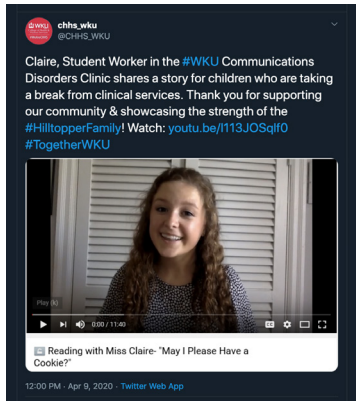 WKU
chhs_wku
@CHHS_WKU
Claire, Student Worker in the #WKU Communications
Disorders Clinic shares a story for children who are taking
a break from clinical services. Thank you for supporting
our community & showcasing the strength of the
#HilltopperFamily! Watch: youtu.be/I113JOSqlf0
#TogetherWKU
Play (k)
0:00 / 11:40
CC
Reading with Miss Claire- "May I Please Have a
Cookie?"
12:00 PM · Apr 9, 2020 · Twitter Web App